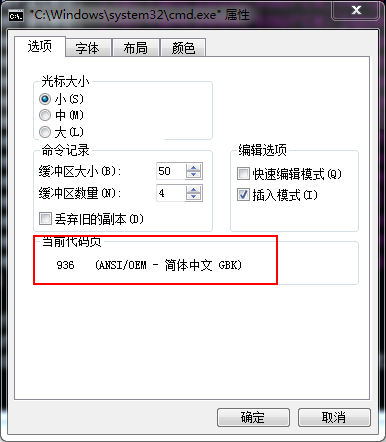 "C:\Windows\system32\cmd.exe" 属性
选项 字体 布局 颜色
光标大小
小(S)
中(M)
大(L)
命令记录
缓冲区大小(B): 50
缓冲区数量(N): 4
丢弃旧的副本(D)
编辑选项
快速编辑模式(Q)
插入模式(I)
当前代码页
936 (ANSI/OEM - 简体中文 GBK)
确定 取消